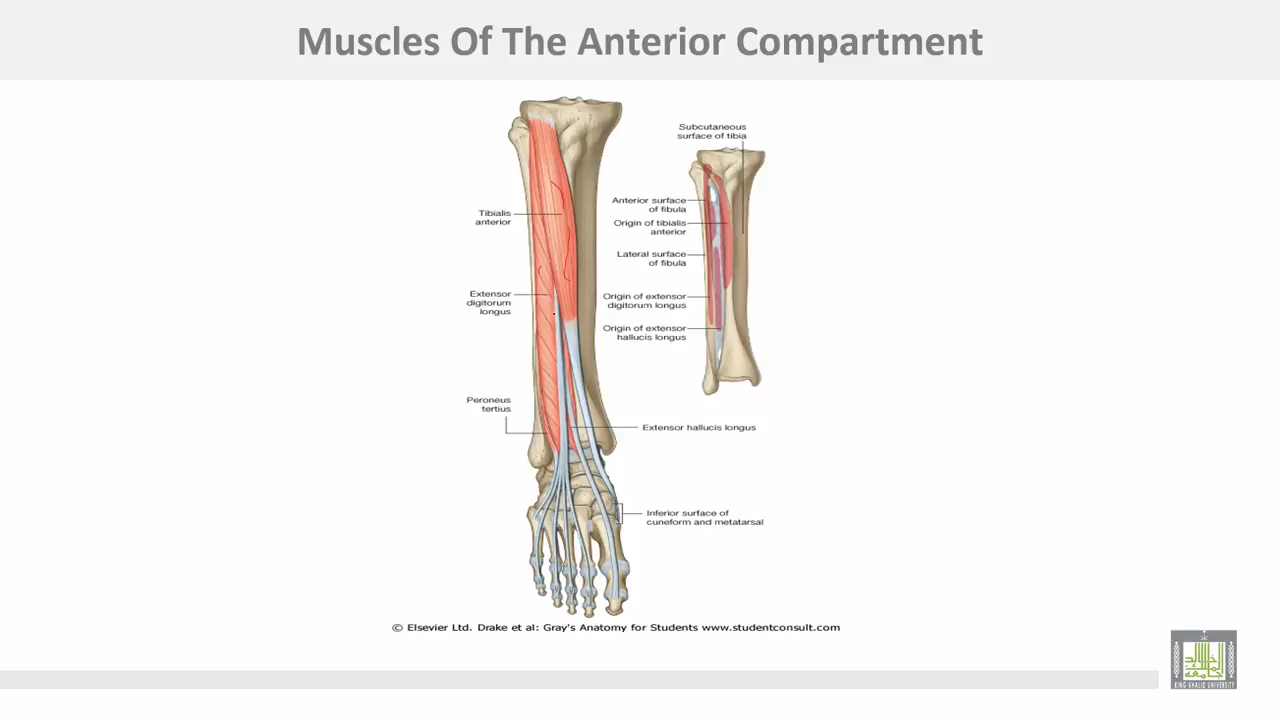 Muscles Of The Anterior Compartment
Subcutaneous
surface of tibia
Tibialis
anterior
Anterior surface
of fibula
Origin of tibialis
anterior
Lateral surface
of fibula
Extensor
digitorum
longus
Origin of extensor
digitorum longus
Origin of extensor
hallucis longus
Peroneus
tertius
Extensor hallucis longus
Inferior surface of
cuneform and metatarsal
© Elsevier Ltd. Drake et al: Gray's Anatomy for Students www.studentconsult.com
KING KHALID UNIVERSITY